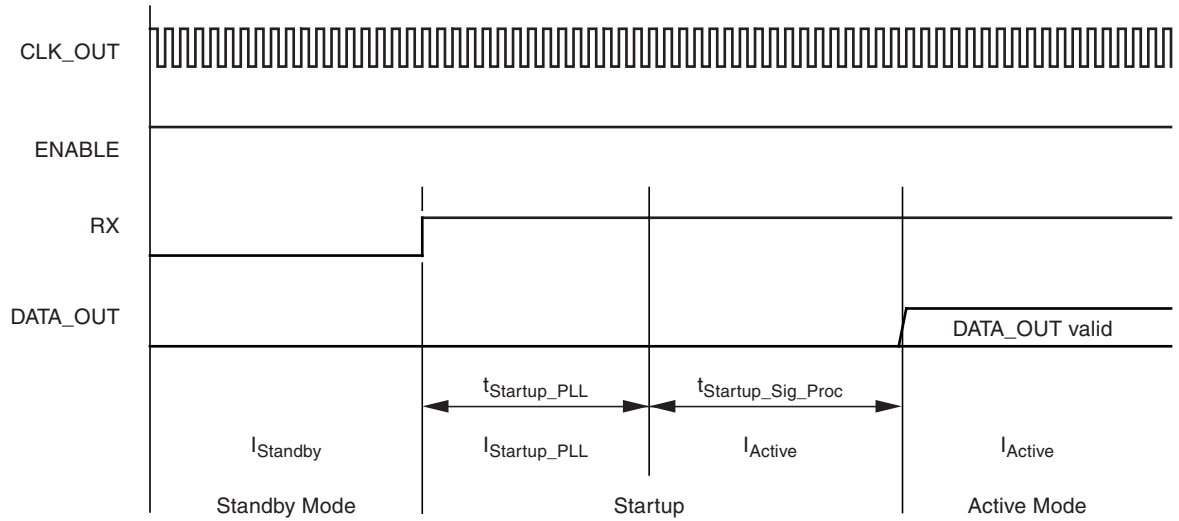 CLK_OUT
ENABLE
RX
DATA_OUT
DATA_OUT valid
tStartup_PLL
tStartup_Sig_Proc
IStandby
IStartup_PLL
IActive
IActive
Standby Mode
Startup
Active Mode